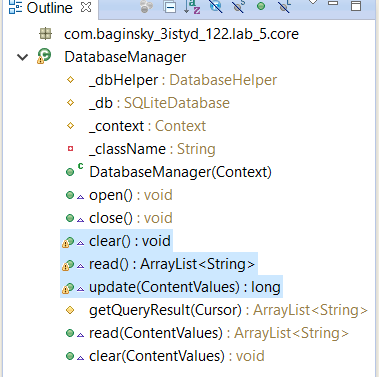 Outline
com.baginsky_3istyd_122.lab_5.core
DatabaseManager
_dbHelper : DatabaseHelper
_db : SQLiteDatabase
_context : Context
_className : String
DatabaseManager(Context)
open() : void
close() : void
clear() : void
read() : ArrayList<String>
update(ContentValues) : long
getQueryResult(Cursor) : ArrayList<String>
read(ContentValues) : ArrayList<String>
clear(ContentValues) : void